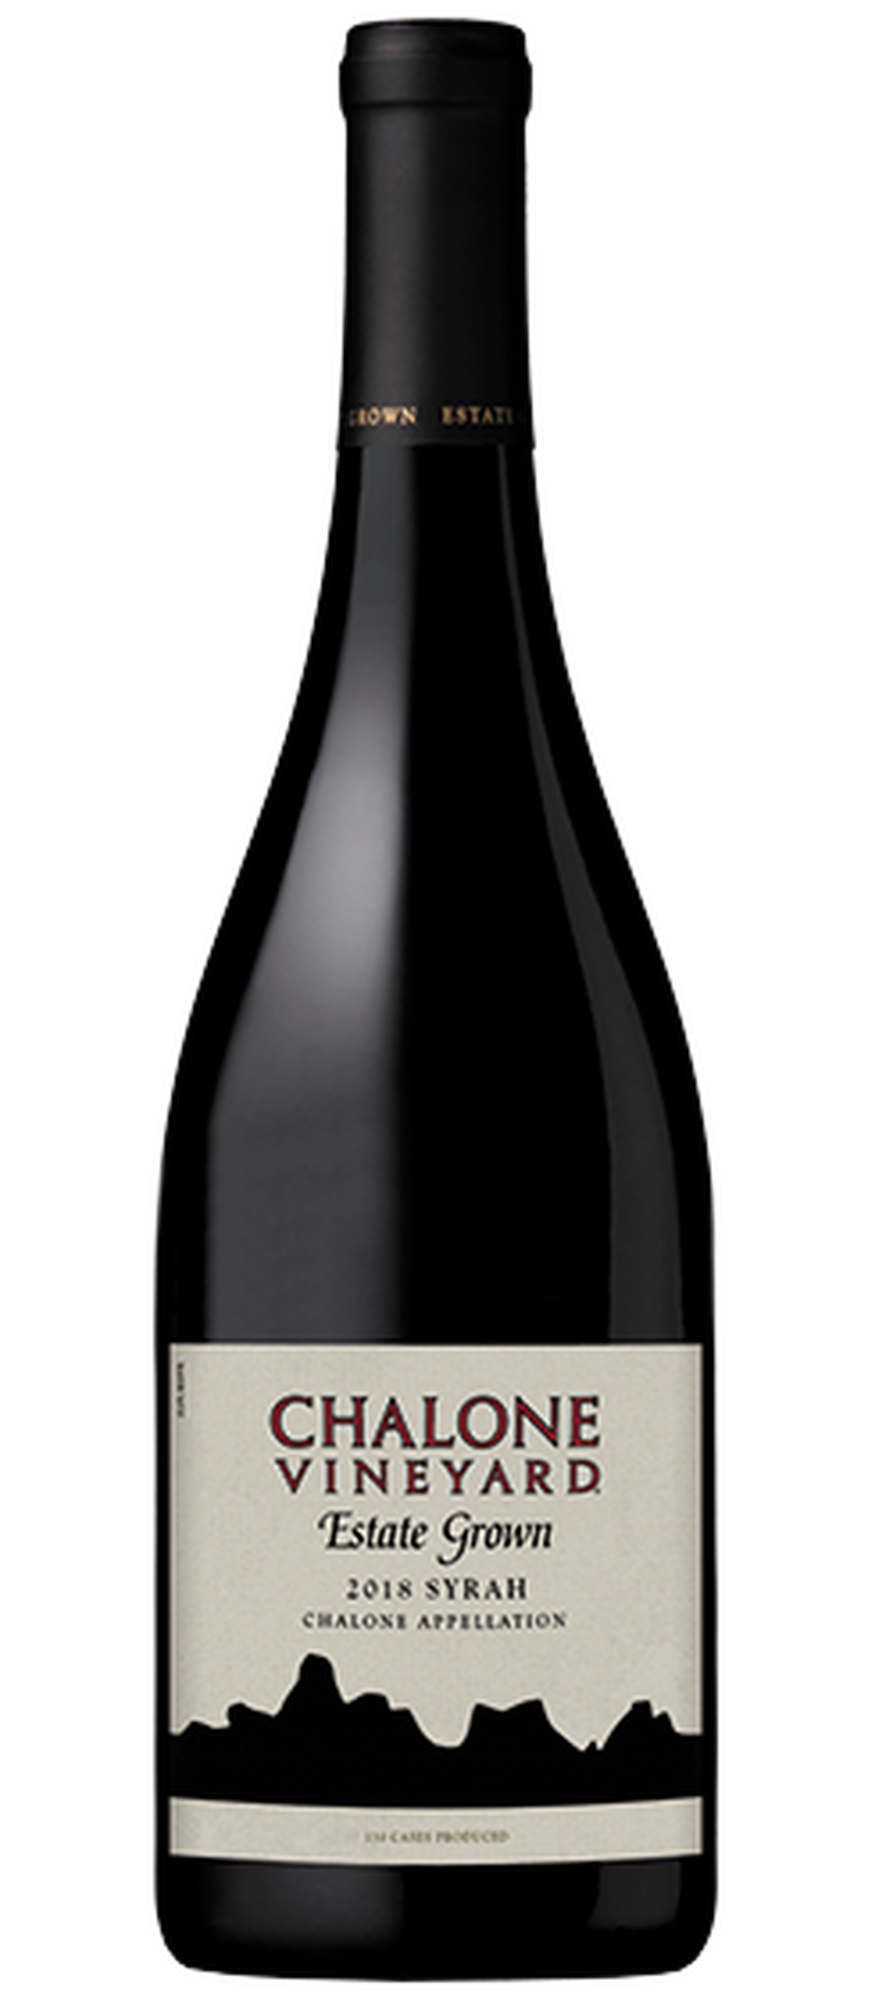 GROWN ESTATE
CHALONE
VINEYARD
Estate Grown
2018 SYRAH
CHALONE APPELLATION
CASES PRODUCED